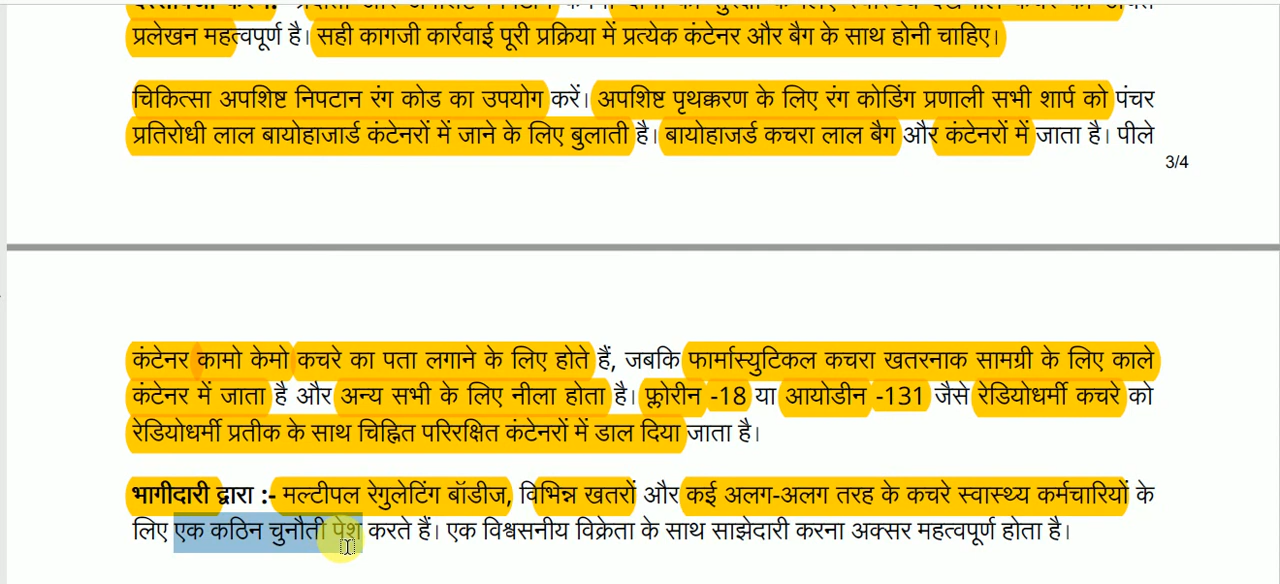 प्रलेखन महत्वपूर्ण है। सही कागजी कार्रवाई पूरी प्रक्रिया में प्रत्येक कंटेनर और बैग के साथ होनी चाहिए।
चिकित्सा अपशिष्ट निपटान रंग कोड का उपयोग करें। अपशिष्ट पृथक्करण के लिए रंग कोडिंग प्रणाली सभी शार्प को पंचर
प्रतिरोधी लाल बायोहाजार्ड कंटेनरों में जाने के लिए बुलाती है। बायोहाजर्ड कचरा लाल बैग और कंटेनरों में जाता है। पीले
3/4
कंटेनर कामो केमो कचरे का पता लगाने के लिए होते हैं, जबकि फार्मास्युटिकल कचरा खतरनाक सामग्री के लिए काले
कंटेनर में जाता है और अन्य सभी के लिए नीला होता है। फ़्लोरीन -18 या आयोडीन -131 जैसे रेडियोधर्मी कचरे को
रेडियोधर्मी प्रतीक के साथ चिह्नित परिरक्षित कंटेनरों में डाल दिया जाता है।
भागीदारी द्वारा :- मल्टीपल रेगुलेटिंग बॉडीज, विभिन्न खतरों और कई अलग-अलग तरह के कचरे स्वास्थ्य कर्मचारियों के
लिए एक कठिन चुनौती पेश करते हैं। एक विश्वसनीय विक्रेता के साथ साझेदारी करना अक्सर महत्वपूर्ण होता है।